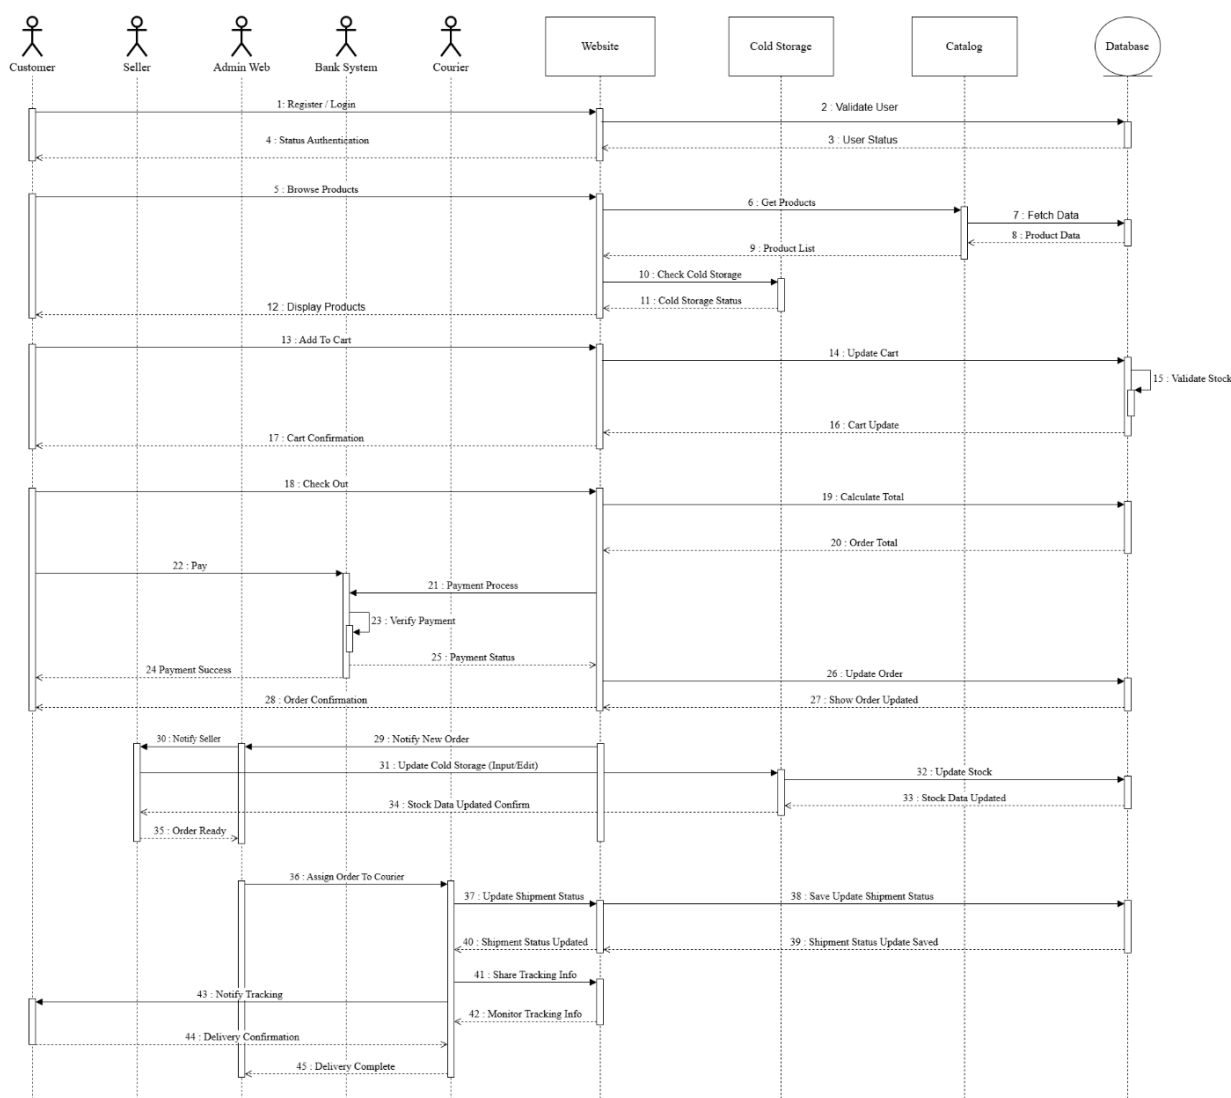 Customer
Seller
Admin Web
Bank System
Courier
Website
Cold Storage
Catalog
Database
1: Register / Login
2 : Validate User
3 : User Status
4 : Status Authentication
5 : Browse Products
6 : Get Products
7 : Fetch Data
8 : Product Data
9 : Product List
10 : Check Cold Storage
11 : Cold Storage Status
12 : Display Products
13 : Add To Cart
14 : Update Cart
15 : Validate Stock
16 : Cart Update
17 : Cart Confirmation
18 : Check Out
19 : Calculate Total
20 : Order Total
22 : Pay
21 : Payment Process
23 : Verify Payment
25 : Payment Status
24 Payment Success
26 : Update Order
28 : Order Confirmation
27 : Show Order Updated
30 : Notify Seller
29 : Notify New Order
31 : Update Cold Storage (Input/Edit)
32 : Update Stock
33 : Stock Data Updated
34 : Stock Data Updated Confirm
35 : Order Ready
36 : Assign Order To Courier
37 : Update Shipment Status
38 : Save Update Shipment Status
40 : Shipment Status Updated
39 : Shipment Status Update Saved
41 : Share Tracking Info
43 : Notify Tracking
42 : Monitor Tracking Info
44 : Delivery Confirmation
45 : Delivery Complete